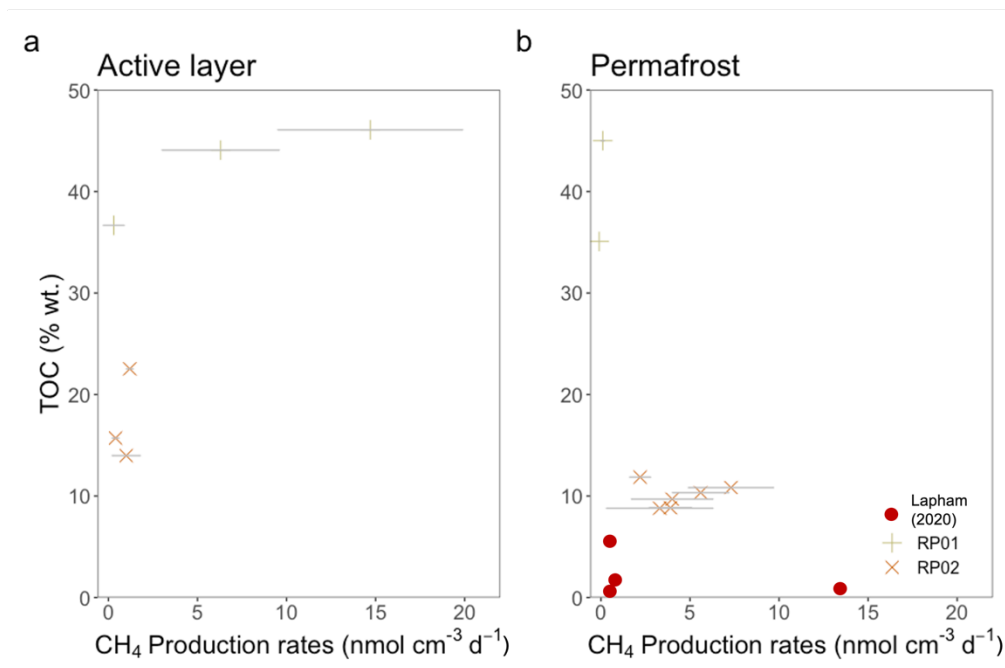 a
Active layer
50
40
30
20
10
0
TOC (% wt.)
0 5 10 15 20
CH₄ Production rates (nmol cm⁻³ d⁻¹)
b
Permafrost
50
40
30
20
10
0
Lapham
(2020)
RP01
RP02
0 5 10 15 20
CH₄ Production rates (nmol cm⁻³ d⁻¹)